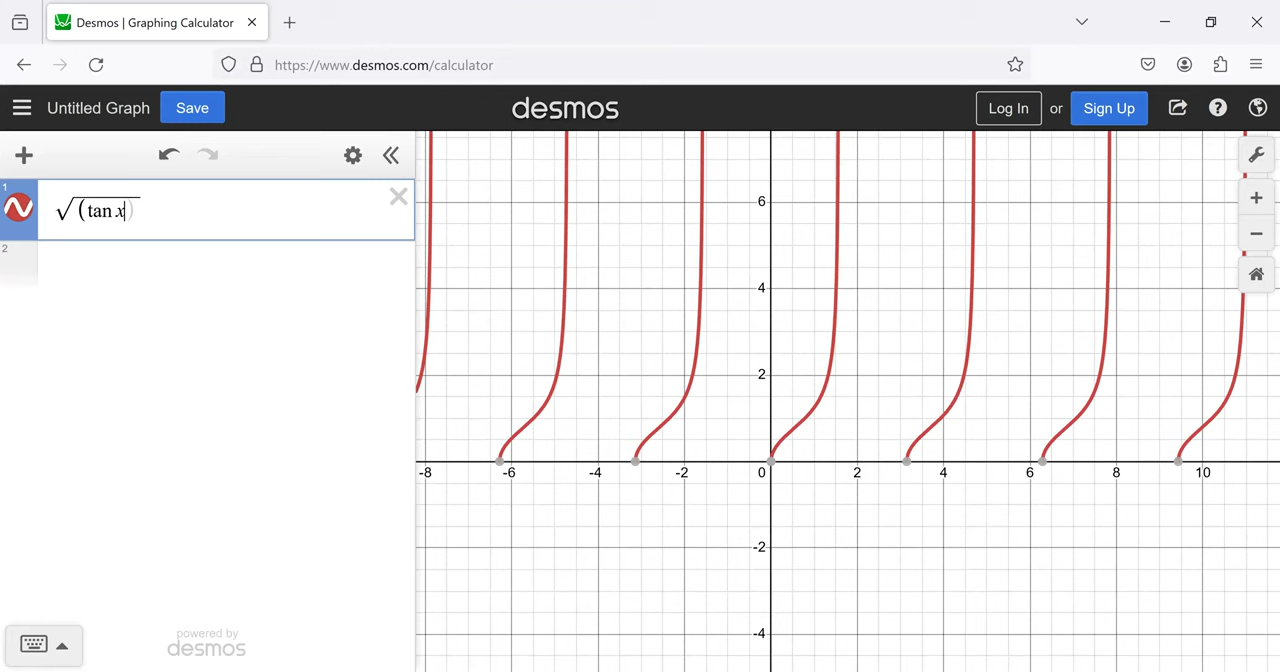 Desmos | Graphing Calculator
https://www.desmos.com/calculator
Untitled Graph Save desmos Log In or Sign Up
1
√(tan x)
2
6
4
2
-8 -6 -4 -2 0 2 4 6 8 10
-2
-4
powered by
desmos